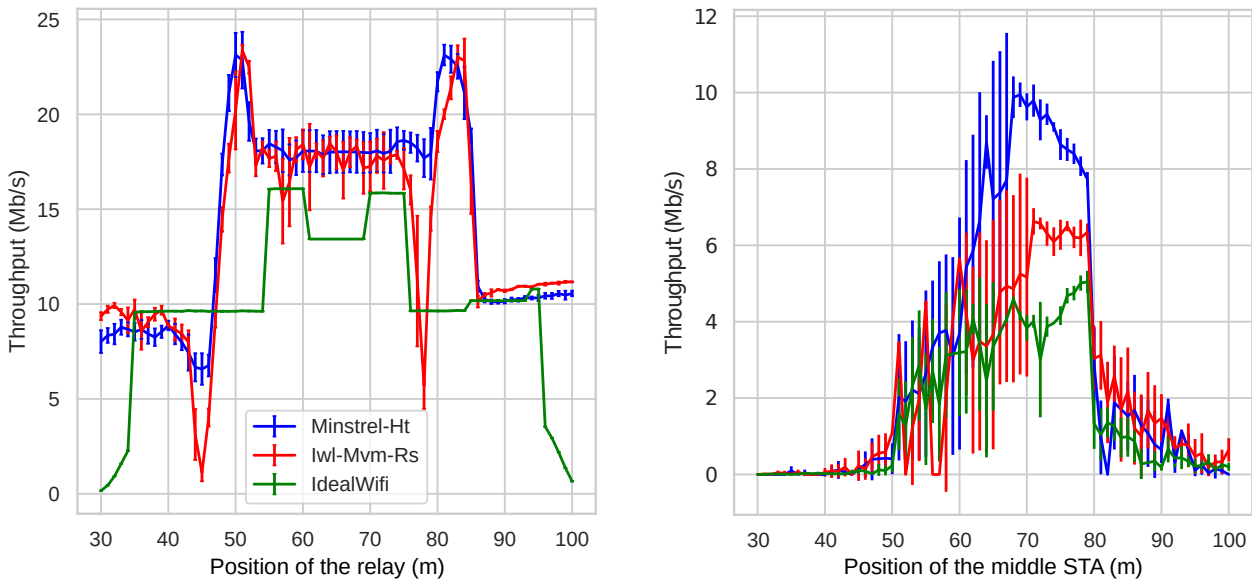 25
20
15
10
5
0
Throughput (Mb/s)
Minstrel-Ht
Iwl-Mvm-Rs
IdealWifi
30 40 50 60 70 80 90 100
Position of the relay (m)
12
10
8
6
4
2
0
Throughput (Mb/s)
30 40 50 60 70 80 90 100
Position of the middle STA (m)